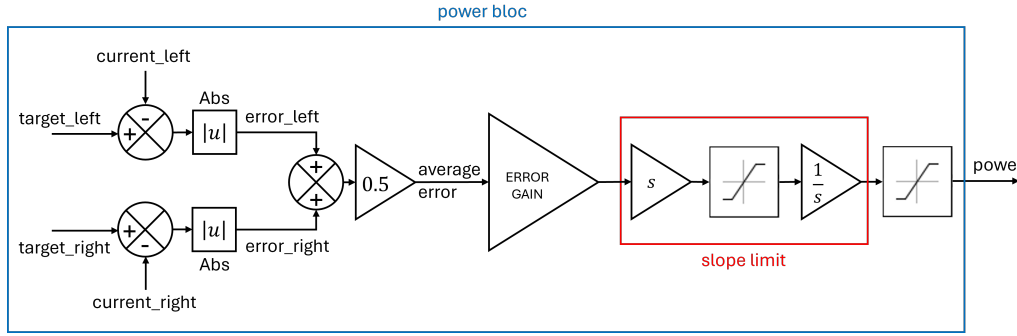 power bloc
current_left
Abs
target_left
-
+
|u|
error_left
+
+
0.5
average
error
ERROR
GAIN
s
1
s
powe
target_right
+
-
|u|
error_right
Abs
current_right
slope limit